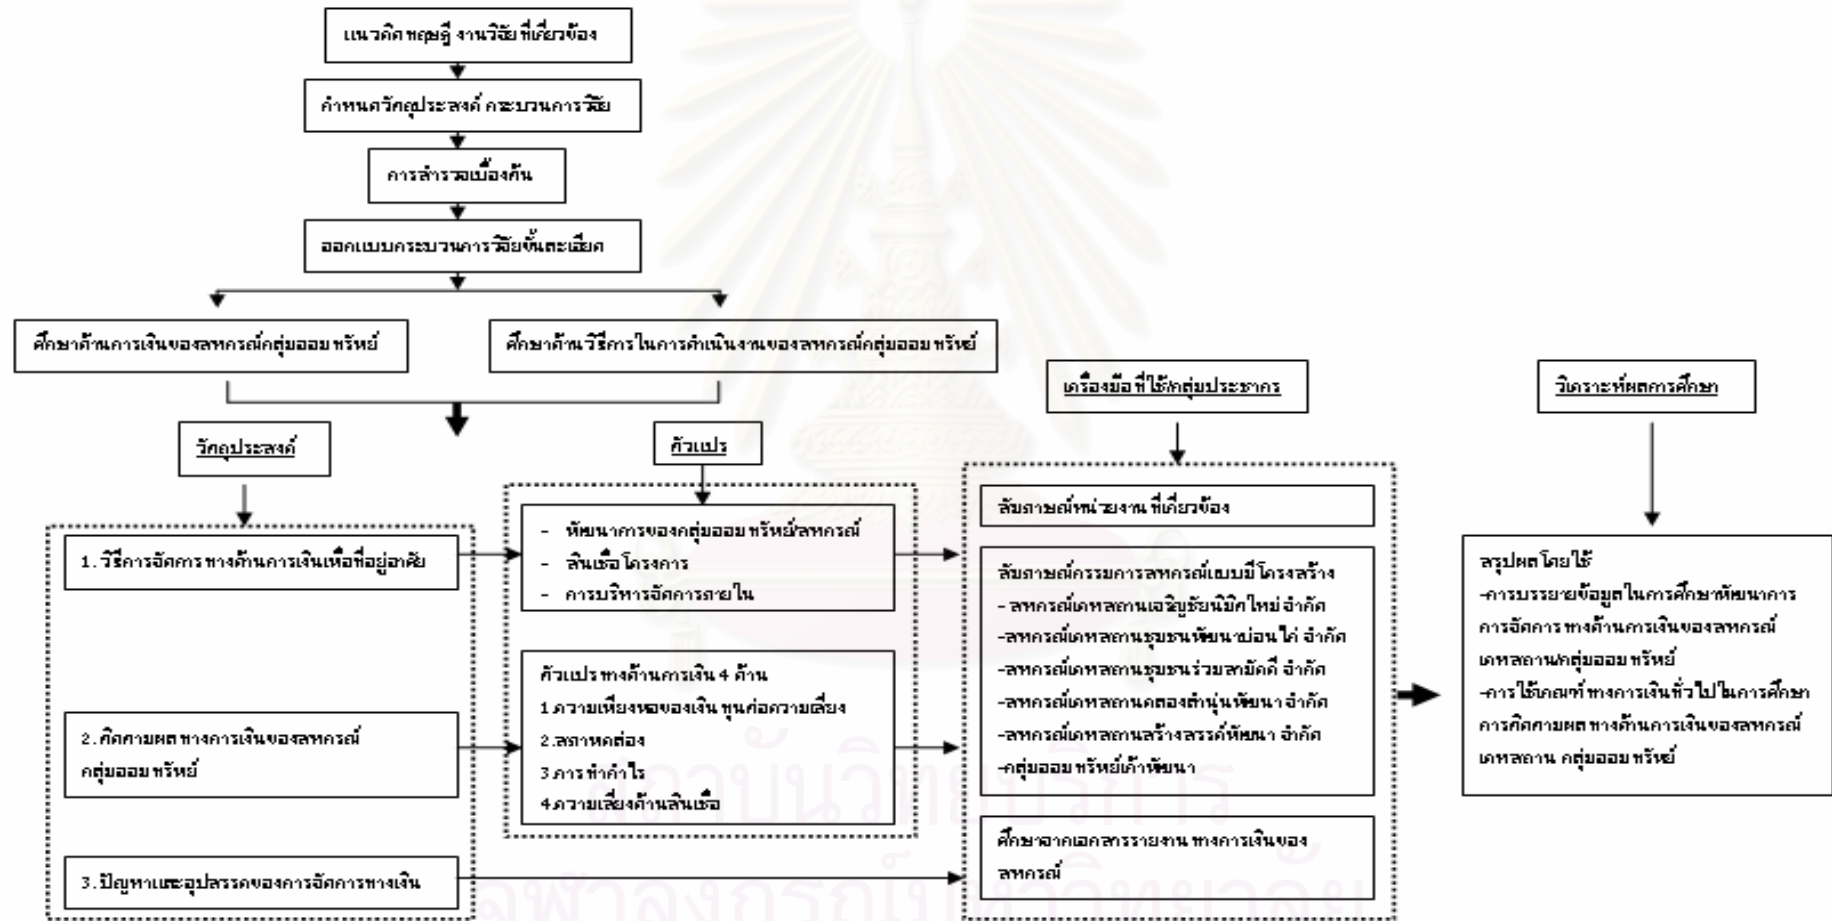 แนวคิด ทฤษฎี งานวิจัยที่เกี่ยวข้อง
กำหนดวัตถุประสงค์ กระบวนการวิจัย
การสำรวจเบื้องต้น
ออกแบบกระบวนการวิจัยขั้นละเอียด
ศึกษาด้านการเงินของสหกรณ์กลุ่มออมทรัพย์
ศึกษาด้านวิธีการในการดำเนินงานของสหกรณ์กลุ่มออมทรัพย์
วัตถุประสงค์
ตัวแปร
เครื่องมือที่ใช้/กลุ่มประชากร
วิเคราะห์ผลการศึกษา
1. วิธีการจัดการทางด้านการเงินเพื่อที่อยู่อาศัย
2. ติดตามผลทางการเงินของสหกรณ์
กลุ่มออมทรัพย์
3. ปัญหาและอุปสรรคของการจัดการทางเงิน
- พัฒนาการของกลุ่มออมทรัพย์/สหกรณ์
- สินเชื่อโครงการ
- การบริหารจัดการภายใน
ตัวแปรทางด้านการเงิน 4 ด้าน
1.ความเพียงพอของเงินทุนต่อความเสี่ยง
2.สภาพคล่อง
3.การทำกำไร
4.ความเสี่ยงด้านสินเชื่อ
สัมภาษณ์หน่วยงานที่เกี่ยวข้อง
สัมภาษณ์กรรมการสหกรณ์แบบมีโครงสร้าง
- สหกรณ์เคหสถานเจริญชัยนิมิตใหม่ จำกัด
-สหกรณ์เคหสถานชุมชนพัฒนาบ่อนไก่ จำกัด
-สหกรณ์เคหสถานชุมชนร่วมสามัคคี จำกัด
-สหกรณ์เคหสถานคลองลำนุ่นพัฒนา จำกัด
-สหกรณ์เคหสถานสร้างสรรค์พัฒนา จำกัด
-กลุ่มออมทรัพย์เก้าพัฒนา
ศึกษาจากเอกสารรายงานทางการเงินของ
สหกรณ์
สรุปผลโดยใช้
-การบรรยายข้อมูลในการศึกษาพัฒนาการ
การจัดการทางด้านการเงินของสหกรณ์
เคหสถาน/กลุ่มออมทรัพย์
-การใช้เกณฑ์ทางการเงินทั่วไปในการศึกษา
การติดตามผลทางด้านการเงินของสหกรณ์
เคหสถาน กลุ่มออมทรัพย์
สถาบันวิทยบริการ
จุฬาลงกรณ์มหาวิทยาลัย